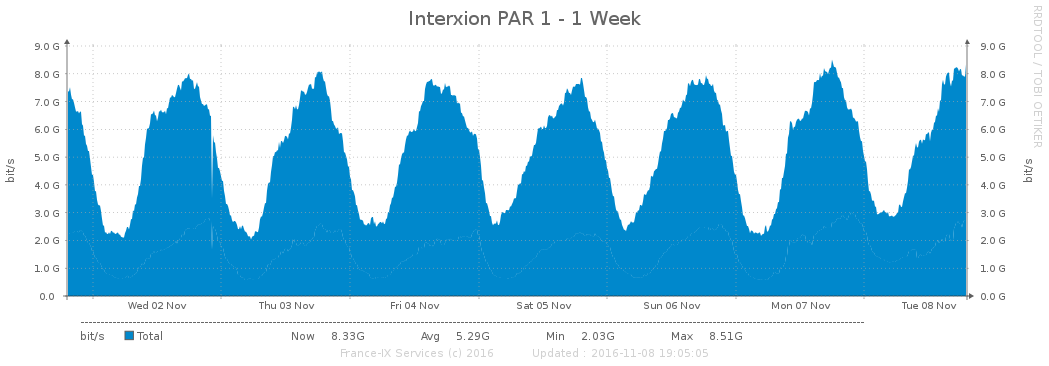 Interxion PAR 1 - 1 Week
RRDTOOL / TOBI OETIKER
bit/s
bit/s
9.0 G 9.0 G
8.0 G 8.0 G
7.0 G 7.0 G
6.0 G 6.0 G
5.0 G 5.0 G
4.0 G 4.0 G
3.0 G 3.0 G
2.0 G 2.0 G
1.0 G 1.0 G
0.0 0.0 G
Wed 02 Nov Thu 03 Nov Fri 04 Nov Sat 05 Nov Sun 06 Nov Mon 07 Nov Tue 08 Nov
bit/s Total Now 8.33G Avg 5.29G Min 2.03G Max 8.51G
France-IX Services (c) 2016 Updated : 2016-11-08 19:05:05